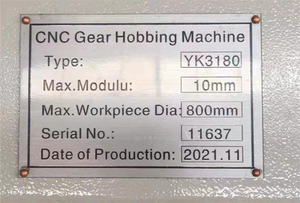 CNC Gear Hobbing Machine
Type: YK3180
Max.Modulu: 10mm
Max.Workpiece Dia: 800mm
Serial No.: 11637
Date of Production: 2021.11